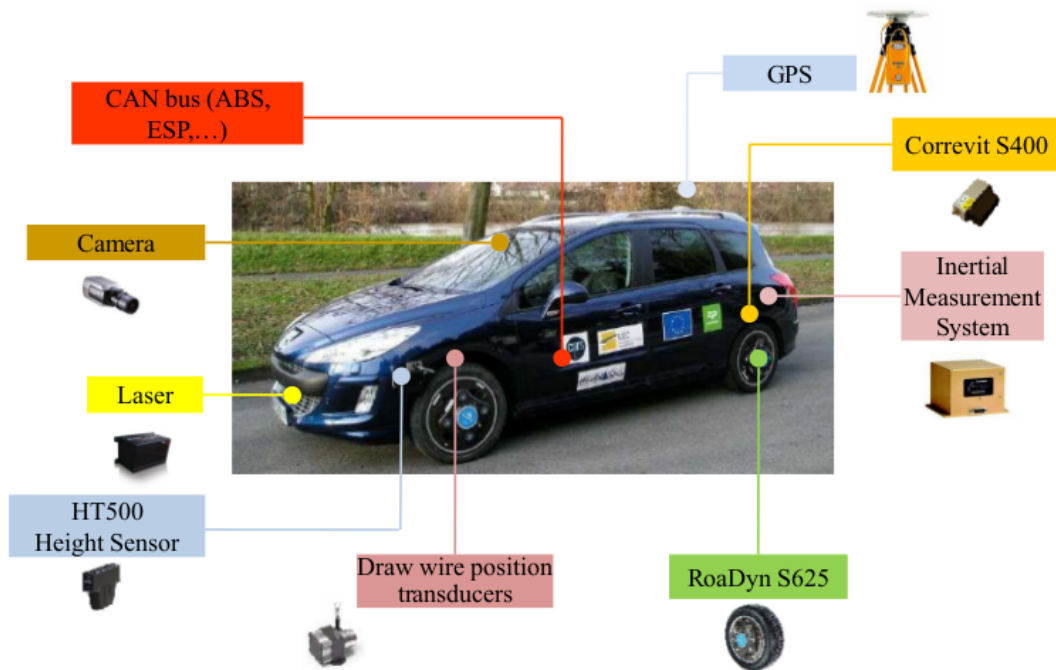 GPS
CAN bus (ABS,
ESP,…)
Correvit S400
Camera
Inertial
Measurement
System
Laser
HT500
Height Sensor
Draw wire position
transducers
RoaDyn S625